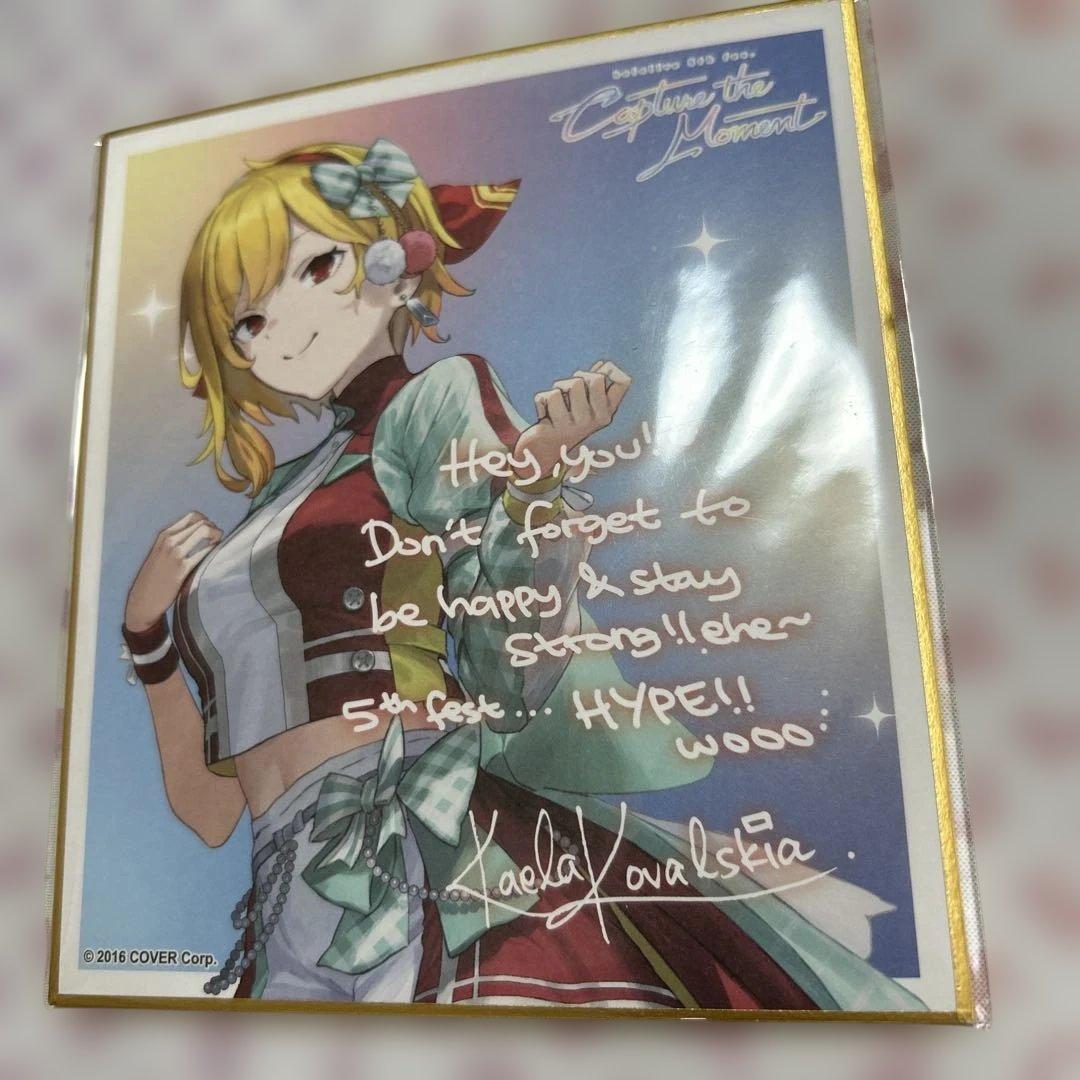 hololive 5th fes.
Capture the
Moment
Hey, you!
Don't forget to
be happy & stay
strong!! ehe~
5th fest... HYPE!!
wooo
Kaela Kovalskia
© 2016 COVER Corp.